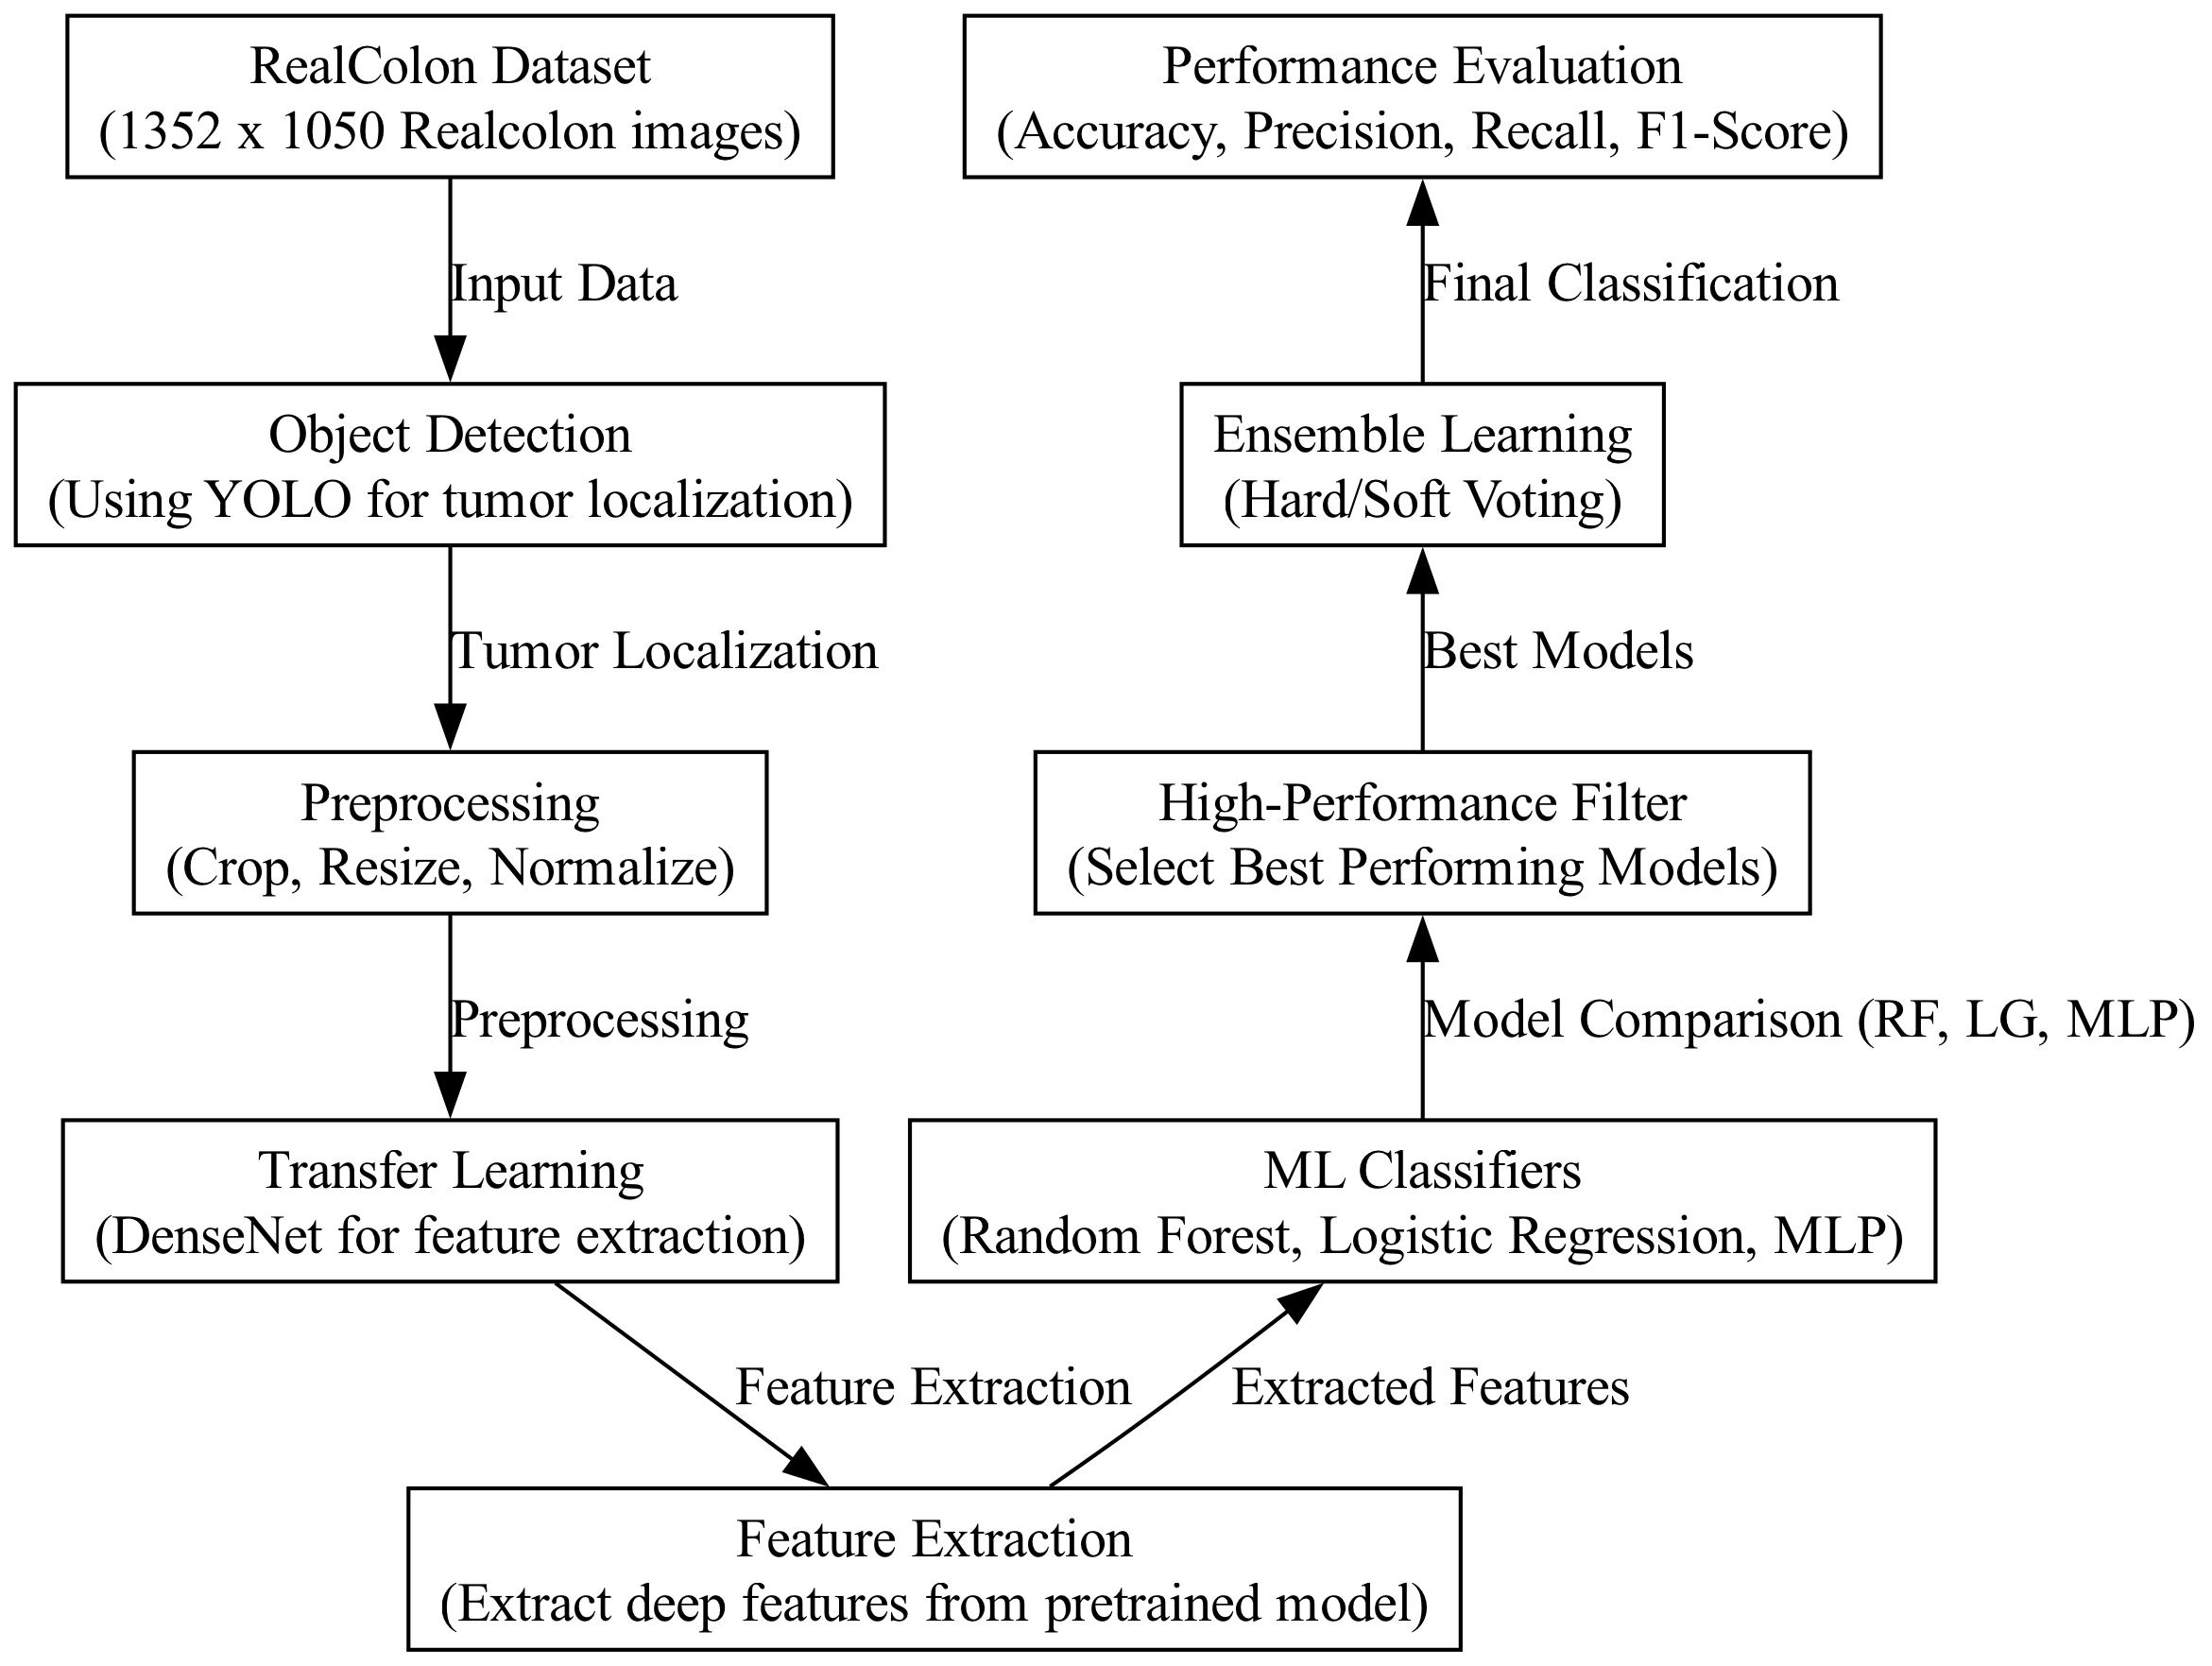 RealColon Dataset
(1352 x 1050 Realcolon images)
Input Data
Object Detection
(Using YOLO for tumor localization)
Tumor Localization
Preprocessing
(Crop, Resize, Normalize)
Preprocessing
Transfer Learning
(DenseNet for feature extraction)
Feature Extraction
Feature Extraction
(Extract deep features from pretrained model)
Extracted Features
ML Classifiers
(Random Forest, Logistic Regression, MLP)
Model Comparison (RF, LG, MLP)
High-Performance Filter
(Select Best Performing Models)
Best Models
Ensemble Learning
(Hard/Soft Voting)
Final Classification
Performance Evaluation
(Accuracy, Precision, Recall, F1-Score)